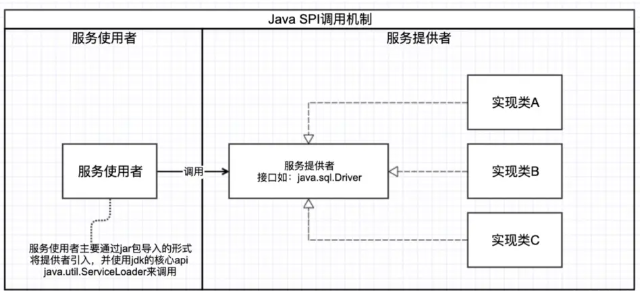 Java SPI调用机制
服务使用者
服务提供者
实现类A
服务使用者
调用
服务提供者
接口如：java.sql.Driver
实现类B
实现类C
服务使用者主要通过jar包导入的形式
将提供者引入，并使用jdk的核心api
java.util.ServiceLoader来调用